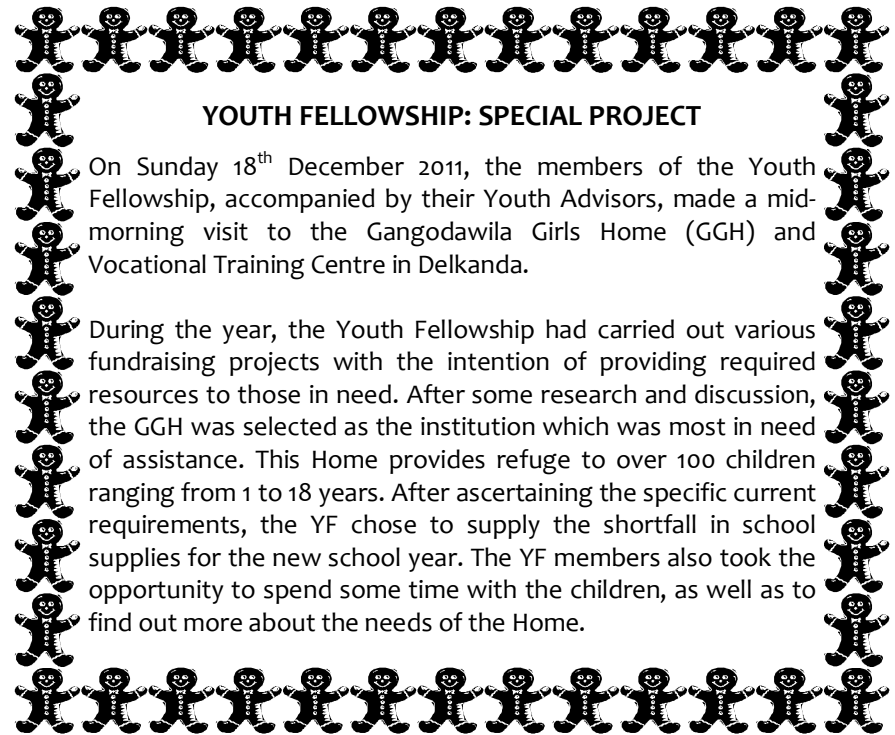 YOUTH FELLOWSHIP: SPECIAL PROJECT
On Sunday 18th December 2011, the members of the Youth
Fellowship, accompanied by their Youth Advisors, made a mid-
morning visit to the Gangodawila Girls Home (GGH) and
Vocational Training Centre in Delkanda.
During the year, the Youth Fellowship had carried out various
fundraising projects with the intention of providing required
resources to those in need. After some research and discussion,
the GGH was selected as the institution which was most in need
of assistance. This Home provides refuge to over 100 children
ranging from 1 to 18 years. After ascertaining the specific current
requirements, the YF chose to supply the shortfall in school
supplies for the new school year. The YF members also took the
opportunity to spend some time with the children, as well as to
find out more about the needs of the Home.